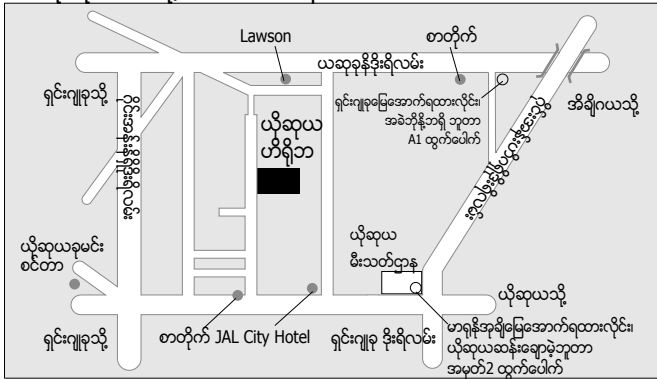 Lawson
စာတိုက်
ယဆုခုနိဒိုးရိလမ်း
ရှင်းဂျုခုသို့
ရှင်းဂျုခုမြေအောက်ရထားလိုင်း၊
အခဲဘိုနို့ဘရှိ ဘူတာ
A1 ထွက်ပေါက်
အိချိဂယသို့
ယိုဆုယ
ဟိရိုဘ
ယိုဆုယ
မီးသတ်ဌာန
ယိုဆုယခုမင်း
စင်တာ
ယိုဆုယသို့
ရှင်းဂျုခုသို့
စာတိုက် JAL City Hotel
ရှင်းဂျုခု ဒိုးရိလမ်း
မာရုနိအုချိမြေအောက်ရထားလိုင်း၊
ယိုဆုယဆန်းချောမဲ့ဘူတာ
အမှတ်2 ထွက်ပေါက်